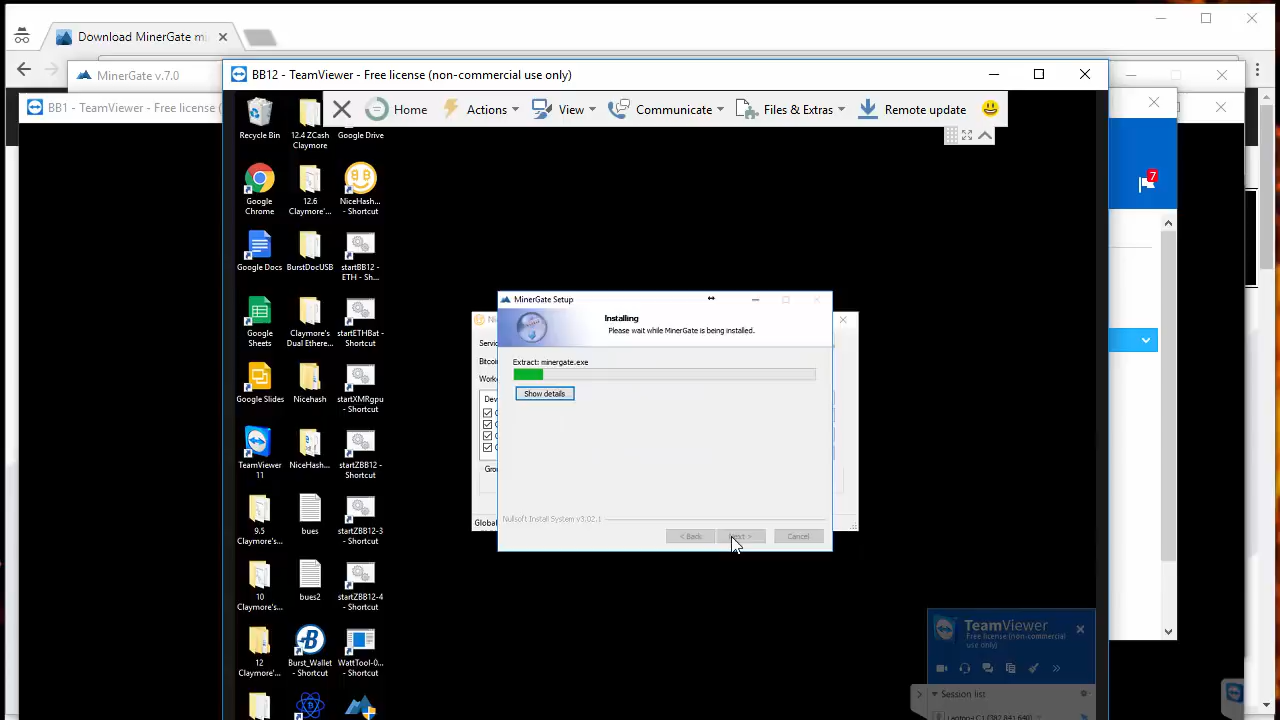 Download MinerGate m
MinerGate v.7.0
BB1 - TeamViewer - Free license
BB12 - TeamViewer - Free license (non-commercial use only)
Home
Actions
View
Communicate
Files & Extras
Remote update
7
Recycle Bin
12.4 ZCash Claymore
Google Drive
Google Chrome
12.6 Claymore'...
NiceHash... - Shortcut
Google Docs
BurstDocUSB
startBB12 - ETH - Sh...
Google Sheets
Claymore's Dual Ethere...
startETHBat - Shortcut
Google Slides
Nicehash
startXMRgpu - Shortcut
TeamViewer 11
NiceHash...
startZBB12 - Shortcut
9.5 Claymore's...
bues
startZBB12-3 - Shortcut
10 Claymore's...
bues2
startZBB12-4 - Shortcut
12 Claymore's...
Burst_Wallet - Shortcut
WattTool-0... - Shortcut
MinerGate Setup
Installing
Please wait while MinerGate is being installed.
Extract: minergate.exe
Show details
Nullsoft Install System v3.02.1
< Back
Next >
Cancel
Global
TeamViewer
Free license (non-commercial
use only)
Session list